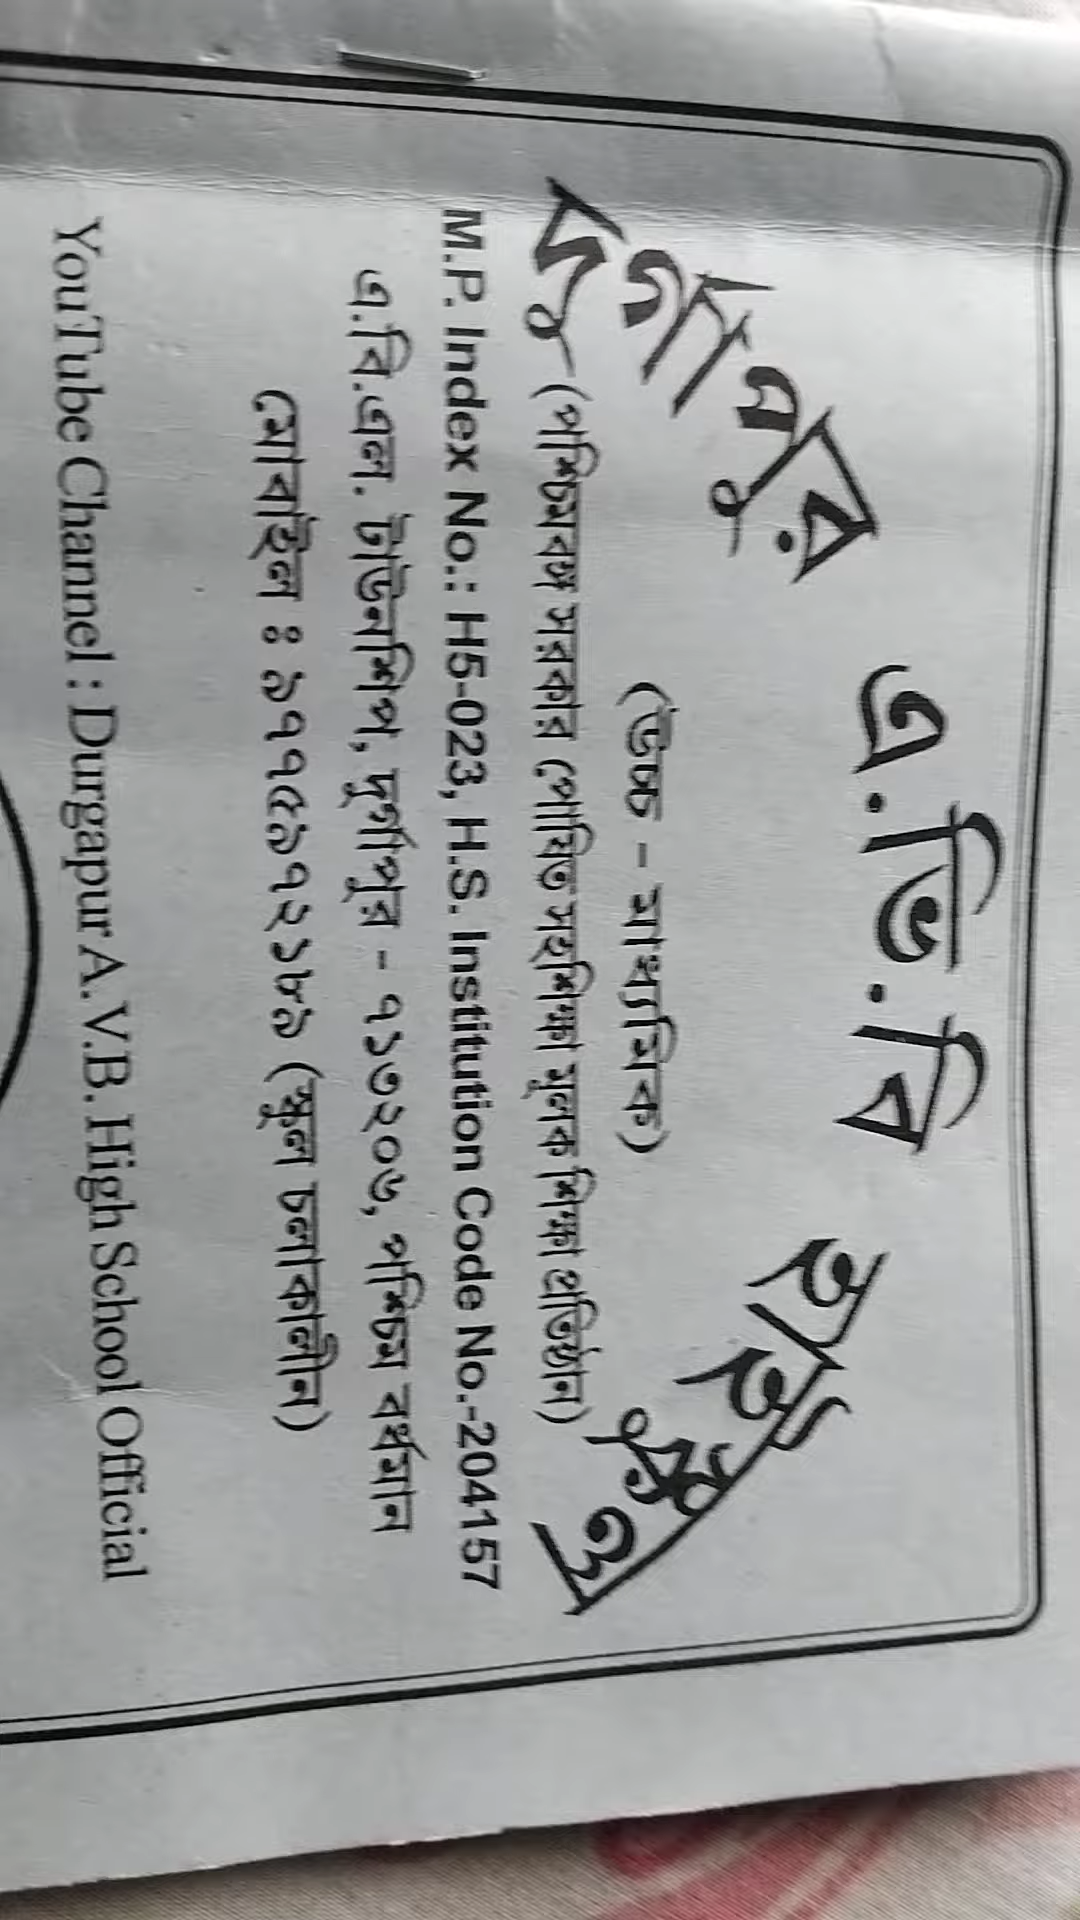 দুর্গাপুর এ.ভি.বি হাই স্কুল
(উচ্চ - মাধ্যমিক)
(পশ্চিমবঙ্গ সরকার পোষিত সহশিক্ষা মূলক শিক্ষা প্রতিষ্ঠান)
M.P. Index No.: H5-023, H.S. Institution Code No.-204157
এ.বি.এল. টাউনশিপ, দূর্গাপুর - ৭১৩২০৬, পশ্চিম বর্ধমান
মোবাইল ঃ ৯৭৭৫৯৭২১৮৯ (স্কুল চলাকালীন)
YouTube Channel : Durgapur A.V.B. High School Official